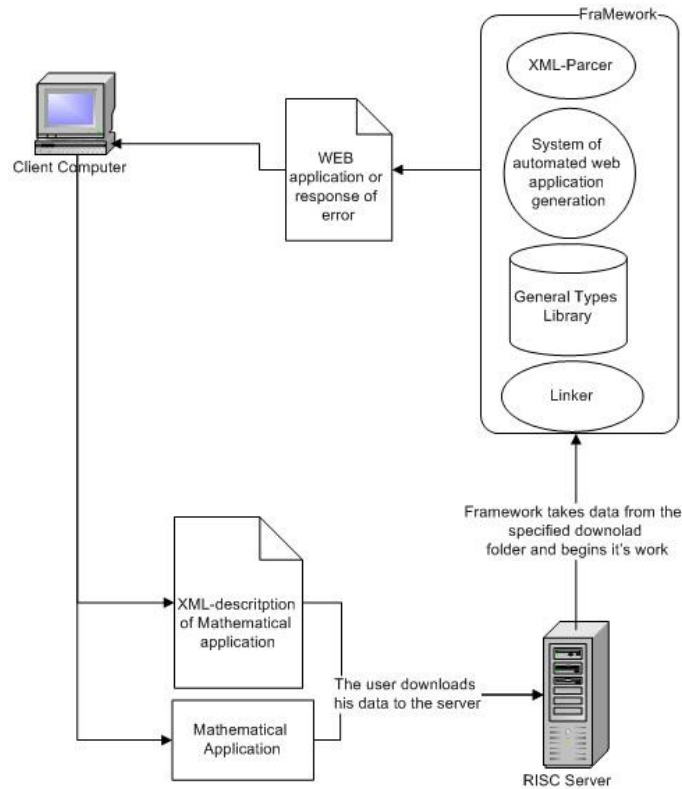 FraMework
XML-Parcer
System of
automated web
application
generation
General Types
Library
Linker
WEB
application or
response of
error
Client Computer
Framework takes data from the
specified downolad
folder and begins it's work
XML-descritption
of Mathematical
application
The user downloads
his data to the server
Mathematical
Application
RISC Server